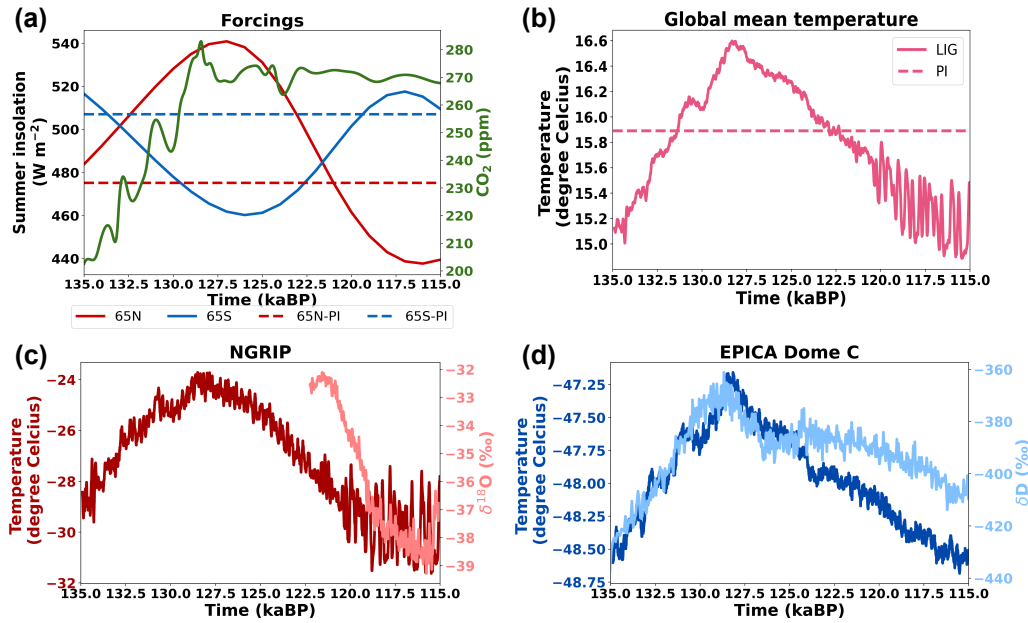 (a)
Forcings
Summer insolation
(W m⁻²)
540
520
500
480
460
440
280
270
260
250
240
230
220
210
200
CO₂ (ppm)
135.0 132.5 130.0 127.5 125.0 122.5 120.0 117.5 115.0
Time (kaBP)
65N 65S 65N-PI 65S-PI
(b)
Global mean temperature
Temperature
(degree Celcius)
16.6
16.4
16.2
16.0
15.8
15.6
15.4
15.2
15.0
LIG
PI
135.0 132.5 130.0 127.5 125.0 122.5 120.0 117.5 115.0
Time (kaBP)
(c)
NGRIP
Temperature
(degree Celcius)
−24
−26
−28
−30
−32
−32
−33
−34
−35
−36
−37
−38
−39
δ¹⁸O (‰)
135.0 132.5 130.0 127.5 125.0 122.5 120.0 117.5 115.0
Time (kaBP)
(d)
EPICA Dome C
Temperature
(degree Celcius)
−47.25
−47.50
−47.75
−48.00
−48.25
−48.50
−48.75
−360
−380
−400
−420
−440
δD (‰)
135.0 132.5 130.0 127.5 125.0 122.5 120.0 117.5 115.0
Time (kaBP)